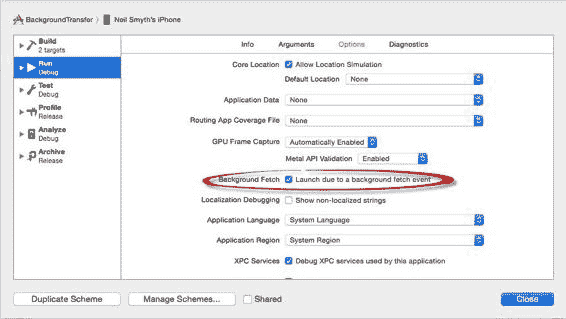 BackgroundTransfer Neil Smyth's iPhone
Build
2 targets
Run
Debug
Test
Debug
Profile
Release
Analyze
Debug
Archive
Release
Info Arguments Options Diagnostics
Core Location Allow Location Simulation
Default Location None
Application Data None
Routing App Coverage File None
GPU Frame Capture Automatically Enabled
Metal API Validation Enabled
Background Fetch Launch due to a background fetch event
Localization Debugging Show non-localized strings
Application Language System Language
Application Region System Region
XPC Services Debug XPC services used by this application
Duplicate Scheme Manage Schemes... Shared Close